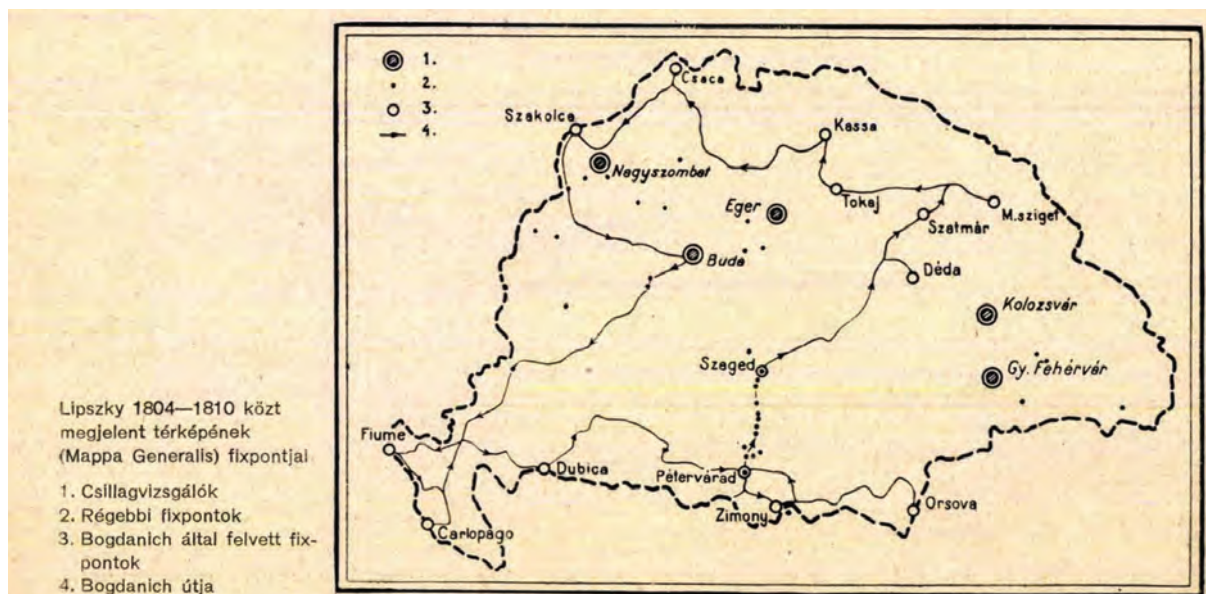 Lipszky 1804—1810 közt
megjelent térképének
(Mappa Generalis) fixpontjai
1. Csillagvizsgálók
2. Régebbi fixpontok
3. Bogdanich által felvett fix-
pontok
4. Bogdanich útja
1.
2.
3.
4.
Csaca
Szakolca
Kassa
Nagyszombat
Eger
Tokaj
M.sziget
Szatmár
Buda
Déda
Kolozsvár
Szeged
Gy. Fehérvár
Fiume
Dubica
Pétervárad
Zimony
Orsova
Carlopágo